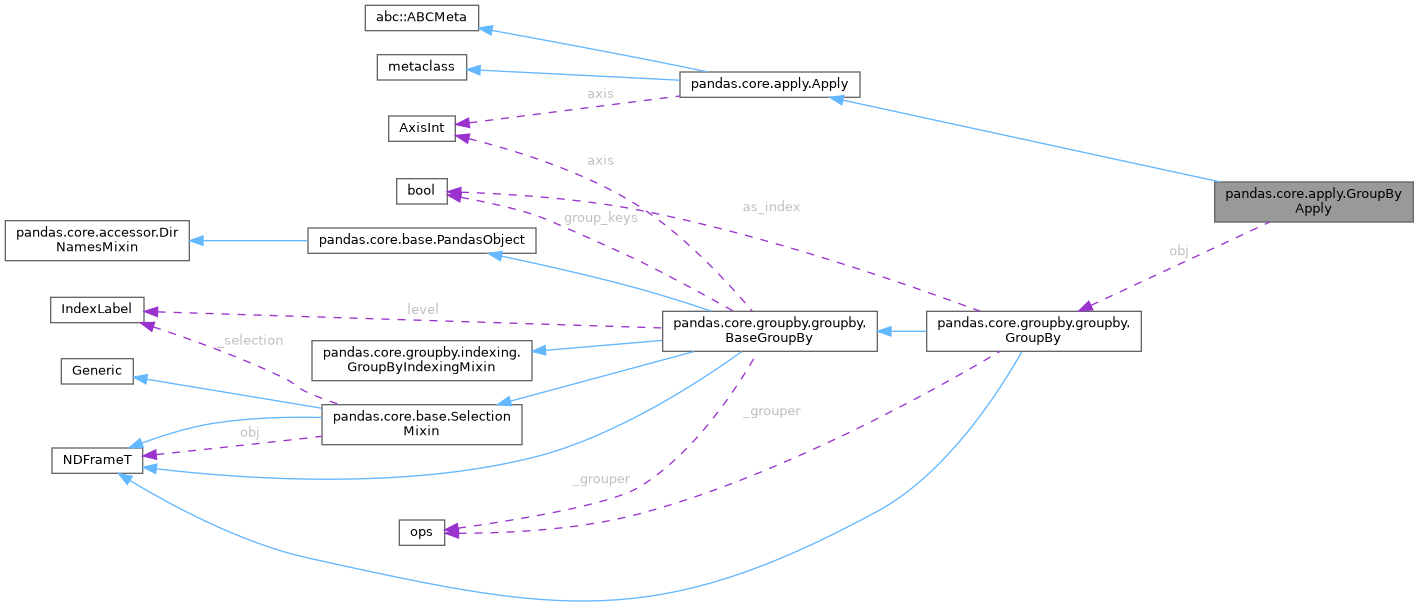 abc::ABCMeta
metaclass
pandas.core.apply.Apply
axis
AxisInt
axis
bool
as_index
pandas.core.apply.GroupBy
Apply
group_keys
pandas.core.accessor.Dir
NamesMixin
pandas.core.base.PandasObject
obj
IndexLabel
level
pandas.core.groupby.groupby.
BaseGroupBy
pandas.core.groupby.groupby.
GroupBy
_selection
pandas.core.groupby.indexing.
GroupByIndexingMixin
Generic
pandas.core.base.Selection
Mixin
_grouper
obj
NDFrameT
_grouper
ops